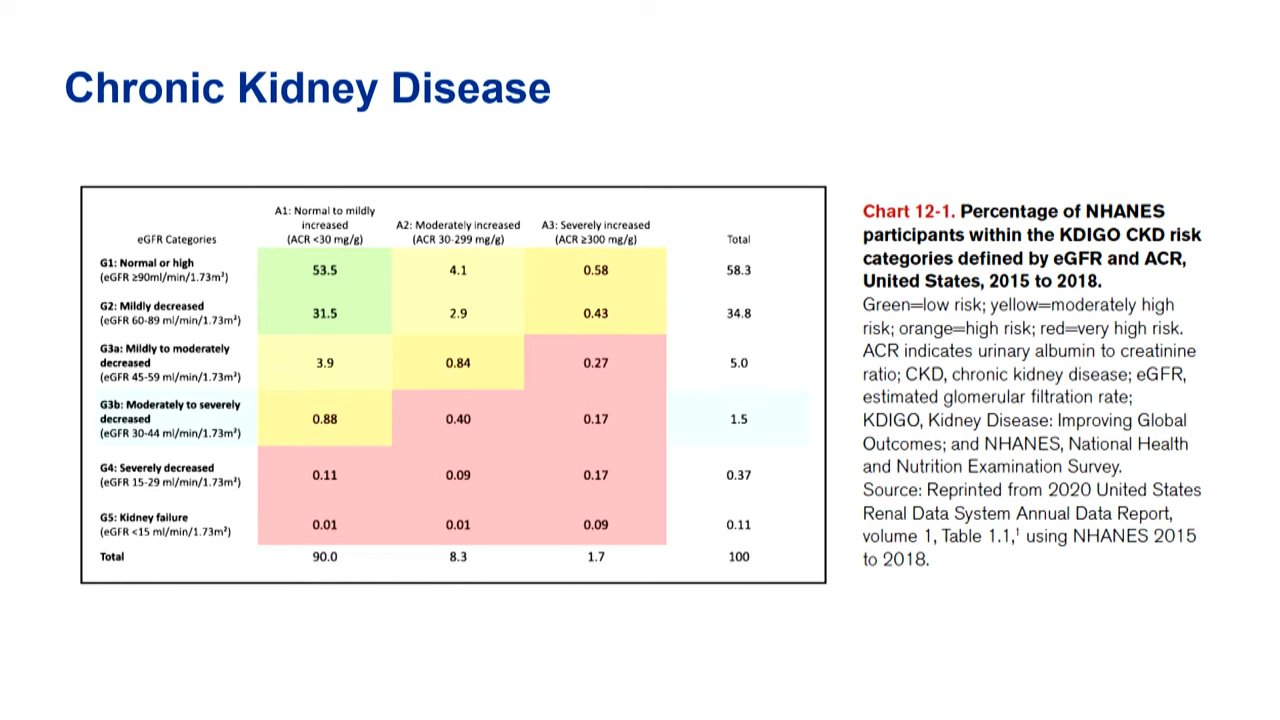 Chronic Kidney Disease
eGFR Categories
A1: Normal to mildly
increased
(ACR <30 mg/g)
A2: Moderately increased
(ACR 30-299 mg/g)
A3: Severely increased
(ACR ≥300 mg/g)
Total
G1: Normal or high
(eGFR ≥90ml/min/1.73m²)
53.5
4.1
0.58
58.3
G2: Mildly decreased
(eGFR 60-89 ml/min/1.73m²)
31.5
2.9
0.43
34.8
G3a: Mildly to moderately
decreased
(eGFR 45-59 ml/min/1.73m²)
3.9
0.84
0.27
5.0
G3b: Moderately to severely
decreased
(eGFR 30-44 ml/min/1.73m²)
0.88
0.40
0.17
1.5
G4: Severely decreased
(eGFR 15-29 ml/min/1.73m²)
0.11
0.09
0.17
0.37
G5: Kidney failure
(eGFR <15 ml/min/1.73m²)
0.01
0.01
0.09
0.11
Total
90.0
8.3
1.7
100
Chart 12-1. Percentage of NHANES
participants within the KDIGO CKD risk
categories defined by eGFR and ACR,
United States, 2015 to 2018.
Green=low risk; yellow=moderately high
risk; orange=high risk; red=very high risk.
ACR indicates urinary albumin to creatinine
ratio; CKD, chronic kidney disease; eGFR,
estimated glomerular filtration rate;
KDIGO, Kidney Disease: Improving Global
Outcomes; and NHANES, National Health
and Nutrition Examination Survey.
Source: Reprinted from 2020 United States
Renal Data System Annual Data Report,
volume 1, Table 1.1,¹ using NHANES 2015
to 2018.